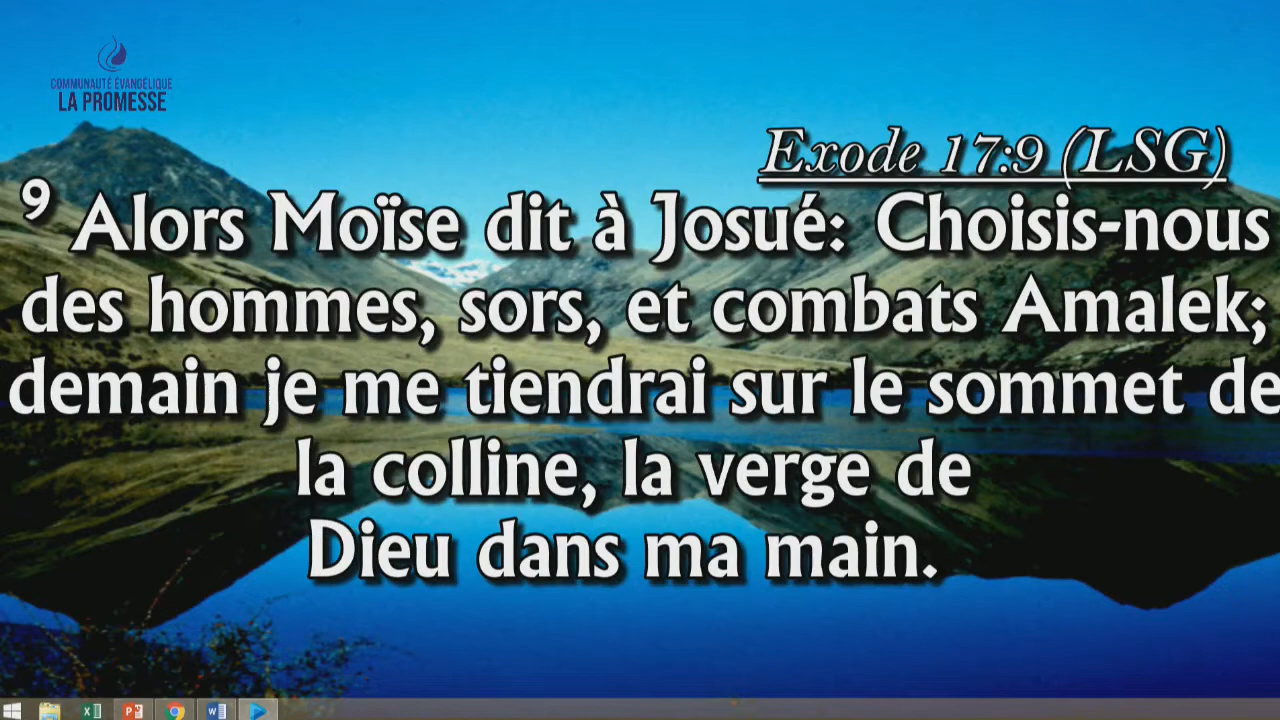 COMMUNAUTÉ ÉVANGÉLIQUE
LA PROMESSE
Exode 17:9 (LSG)
9 Alors Moïse dit à Josué: Choisis-nous
des hommes, sors, et combats Amalek;
demain je me tiendrai sur le sommet de
la colline, la verge de
Dieu dans ma main.